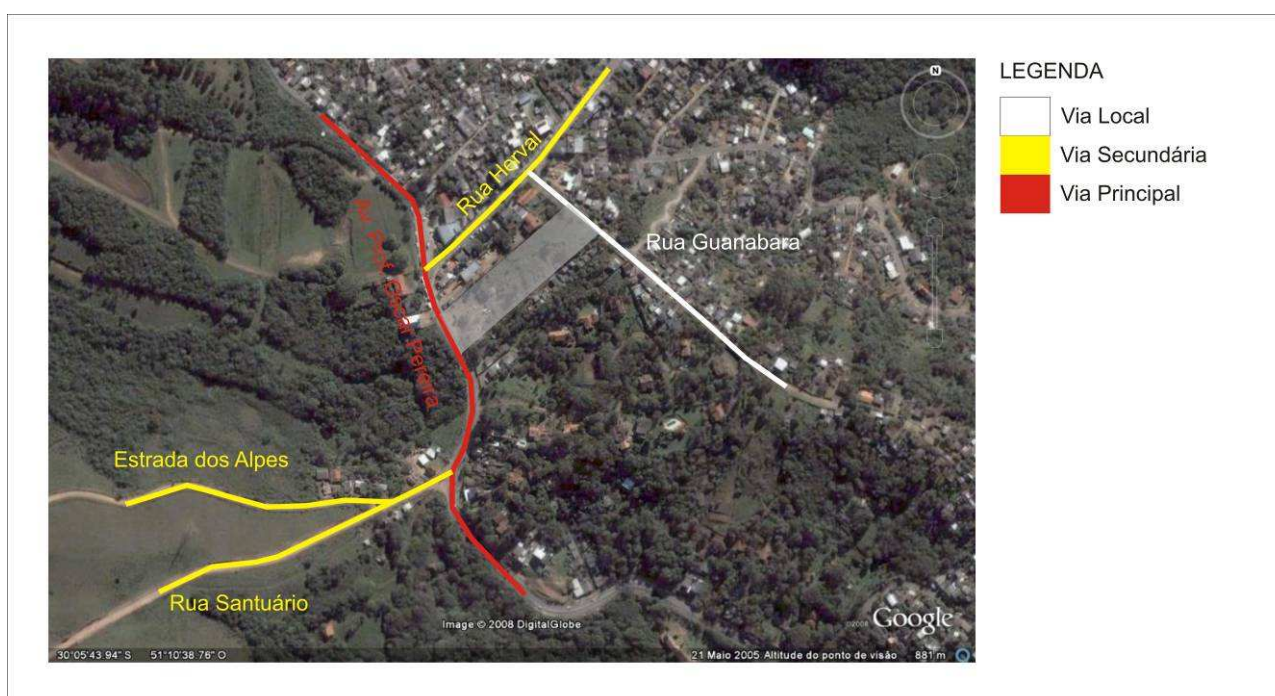 N
LEGENDA
Via Local
Via Secundária
Via Principal
Rua Herval
Rua Guanabara
Av. Prof. Oscar Pereira
Estrada dos Alpes
Rua Santuário
Image © 2008 DigitalGlobe
©2008 Google
30°05'43.94" S 51°10'38.76" O
21 Maio 2005 Altitude do ponto de visão 881 m